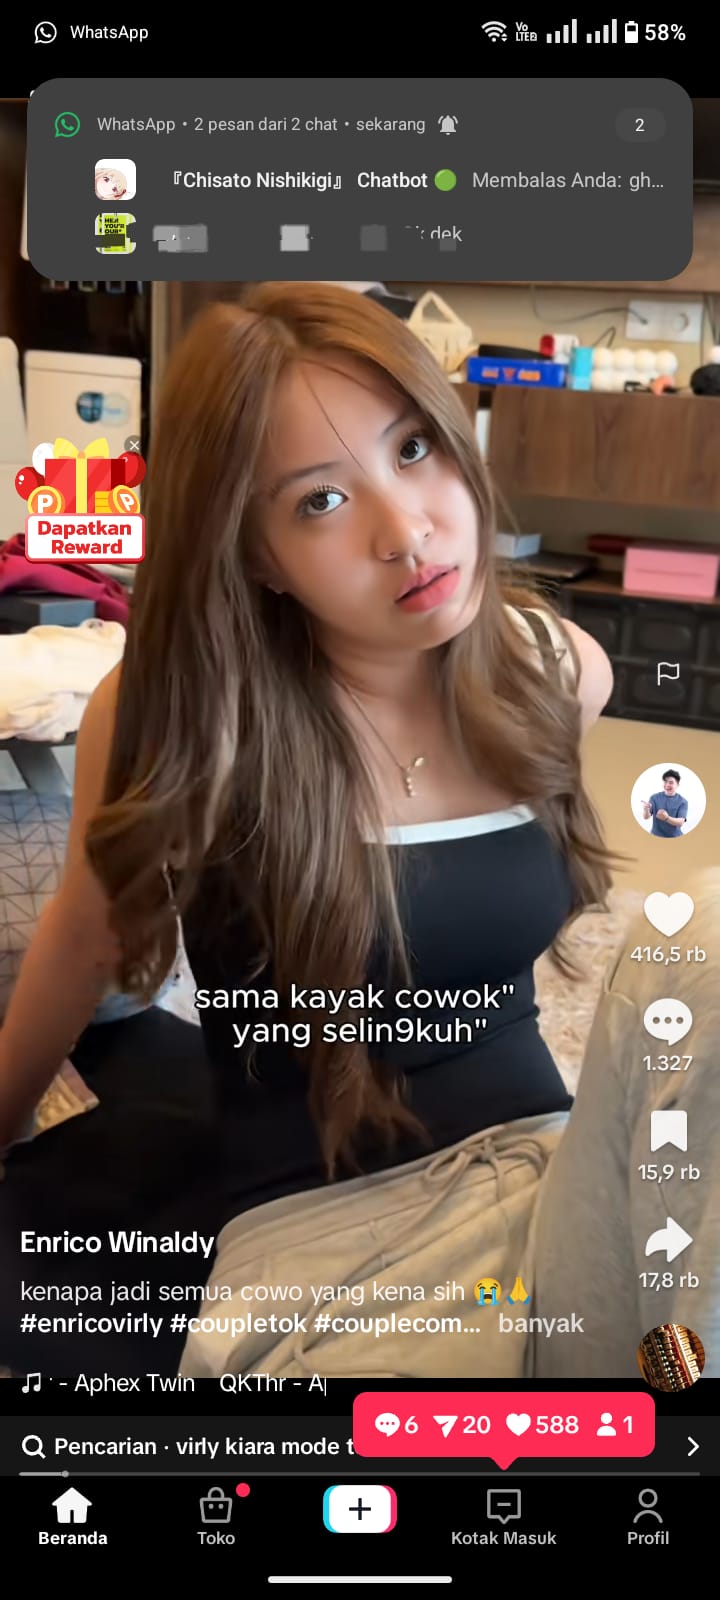 WhatsApp
Vo LTE2
58%
WhatsApp • 2 pesan dari 2 chat • sekarang
2
『Chisato Nishikigi』 Chatbot 🟢 Membalas Anda: gh...
dek
Dapatkan
Reward
sama kayak cowok"
yang selin9kuh"
416,5 rb
1.327
15,9 rb
17,8 rb
Enrico Winaldy
kenapa jadi semua cowo yang kena sih 😭🙏
#enricovirly #coupletok #couplecom... banyak
- Aphex Twin QKThr - A
6 20 588 1
Pencarian · virly kiara mode
Beranda
Toko
Kotak Masuk
Profil